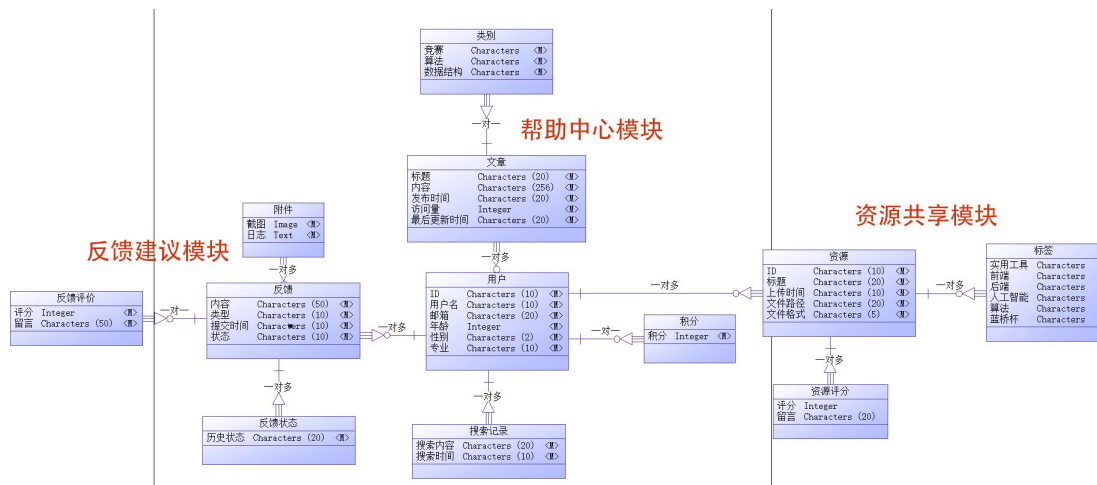 类别
竞赛 Characters <M>
算法 Characters <M>
数据结构 Characters <M>
一对一
帮助中心模块
文章
标题 Characters (20) <M>
内容 Characters (256) <M>
发布时间 Characters (20) <M>
访问量 Integer <M>
最后更新时间 Characters (20) <M>
一对多
附件
截图 Image <M>
日志 Text <M>
一对多
反馈建议模块
反馈评价
评分 Integer <M>
留言 Characters (50) <M>
一对一
反馈
内容 Characters (50) <M>
类型 Characters (10) <M>
提交时间 Characters (10) <M>
状态 Characters (10) <M>
一对多
一对多
反馈状态
历史状态 Characters (20) <M>
用户
ID Characters (10) <M>
用户名 Characters (10) <M>
邮箱 Characters (20) <M>
年龄 Integer <M>
性别 Characters (2) <M>
专业 Characters (10) <M>
一对多
搜索记录
搜索内容 Characters (20) <M>
搜索时间 Characters (10) <M>
一对多
一对一
积分
积分 Integer <M>
资源共享模块
资源
ID Characters (10) <M>
标题 Characters (20) <M>
上传时间 Characters (10) <M>
文件路径 Characters (20) <M>
文件格式 Characters (5) <M>
一对多
标签
实用工具 Characters
前端 Characters
后端 Characters
人工智能 Characters
算法 Characters
蓝桥杯 Characters
一对多
资源评分
评分 Integer
留言 Characters (20)